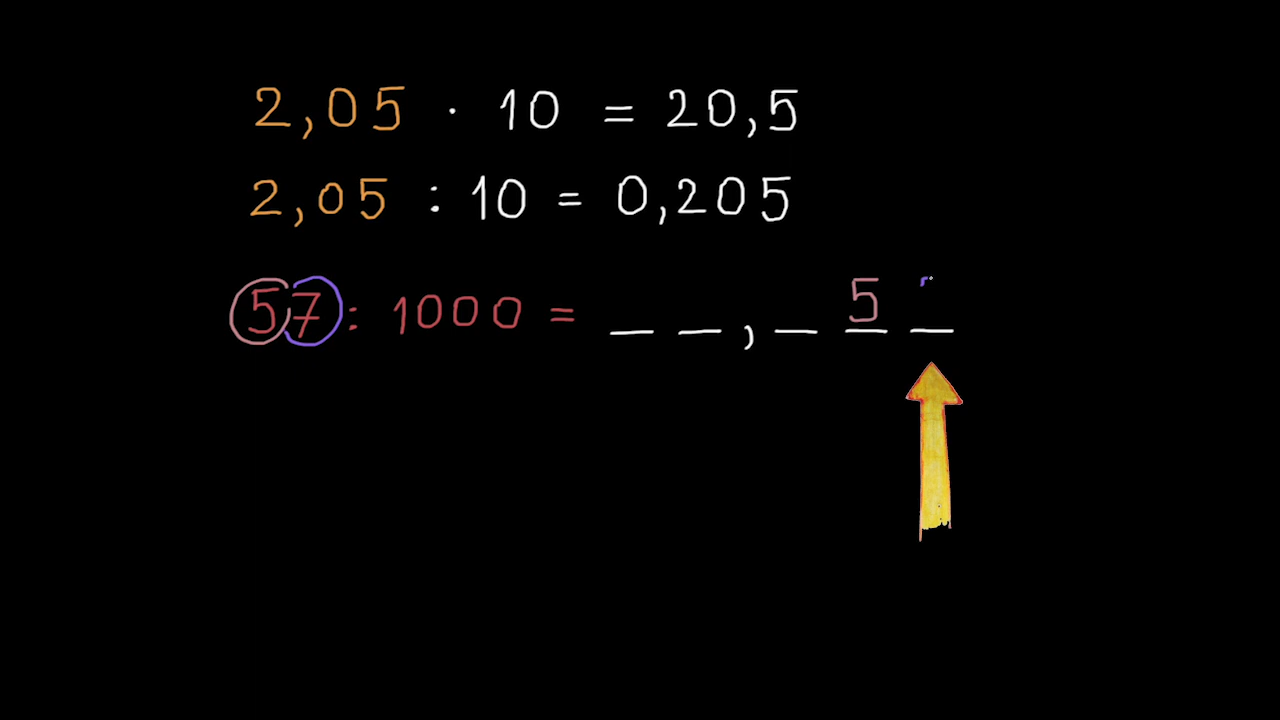 2,05 · 10 = 20,5
2,05 : 10 = 0,205
57 : 1000 = _ _ , _ 5 _